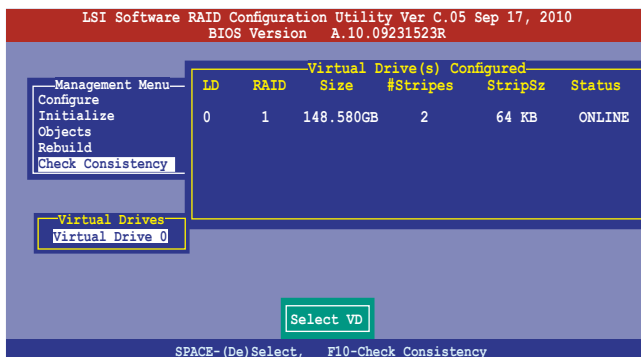 LSI Software RAID Configuration Utility Ver C.05 Sep 17, 2010
BIOS Version A.10.09231523R
Management Menu
Configure
Initialize
Objects
Rebuild
Check Consistency
Virtual Drive(s) Configured
LD RAID Size #Stripes StripSz Status
0 1 148.580GB 2 64 KB ONLINE
Virtual Drives
Virtual Drive 0
Select VD
SPACE-(De)Select, F10-Check Consistency